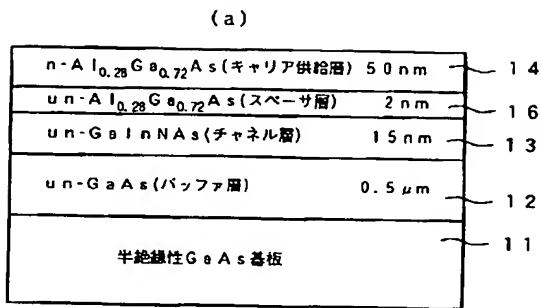 (a)
n-Al0.28Ga0.72As(キャリア供給層) 50nm 14
un-Al0.28Ga0.72As(スペーサ層) 2nm 16
un-GaInNAs(チャネル層) 15nm 13
un-GaAs(バッファ層) 0.5μm 12
半絶縁性GaAs基板 11